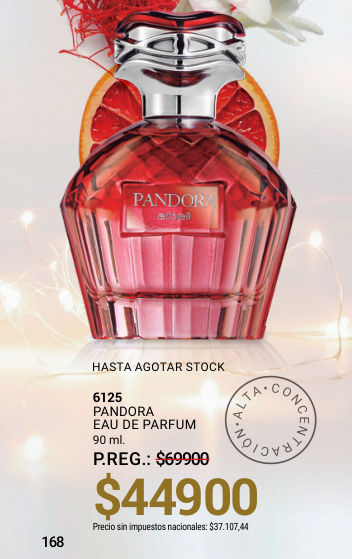 PANDORA
arbell
HASTA AGOTAR STOCK
6125
PANDORA
EAU DE PARFUM
90 ml.
P.REG.: $69900
$44900
Precio sin impuestos nacionales: $37.107,44
ALTA • CONCENTRACIÓN •
168